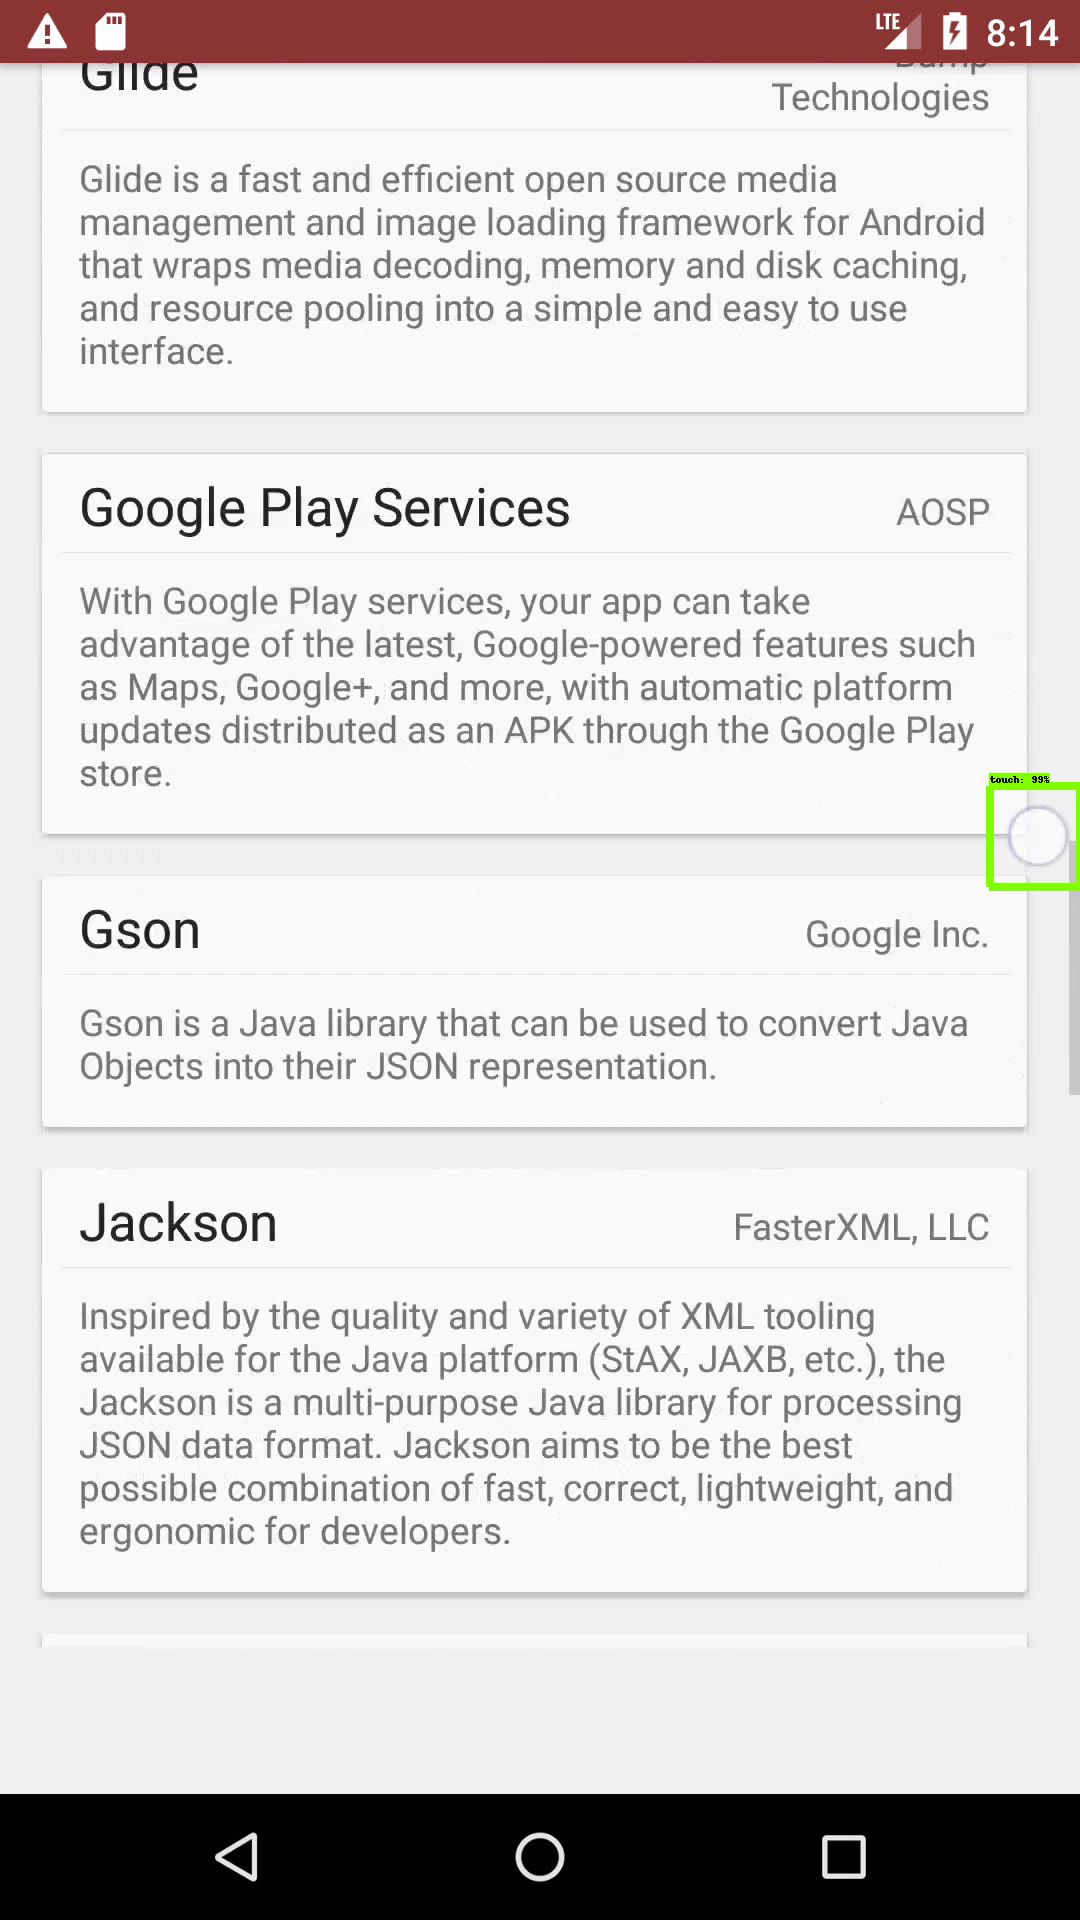 LTE 8:14
Glide Bump
Technologies
Glide is a fast and efficient open source media
management and image loading framework for Android
that wraps media decoding, memory and disk caching,
and resource pooling into a simple and easy to use
interface.
Google Play Services AOSP
With Google Play services, your app can take
advantage of the latest, Google-powered features such
as Maps, Google+, and more, with automatic platform
updates distributed as an APK through the Google Play
store.
touch: 99%
Gson Google Inc.
Gson is a Java library that can be used to convert Java
Objects into their JSON representation.
Jackson FasterXML, LLC
Inspired by the quality and variety of XML tooling
available for the Java platform (StAX, JAXB, etc.), the
Jackson is a multi-purpose Java library for processing
JSON data format. Jackson aims to be the best
possible combination of fast, correct, lightweight, and
ergonomic for developers.